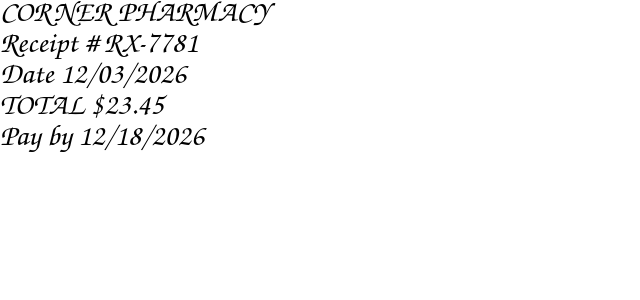 CORNER PHARMACY
Receipt # RX-7781
Date 12/03/2026
TOTAL $23.45
Pay by 12/18/2026